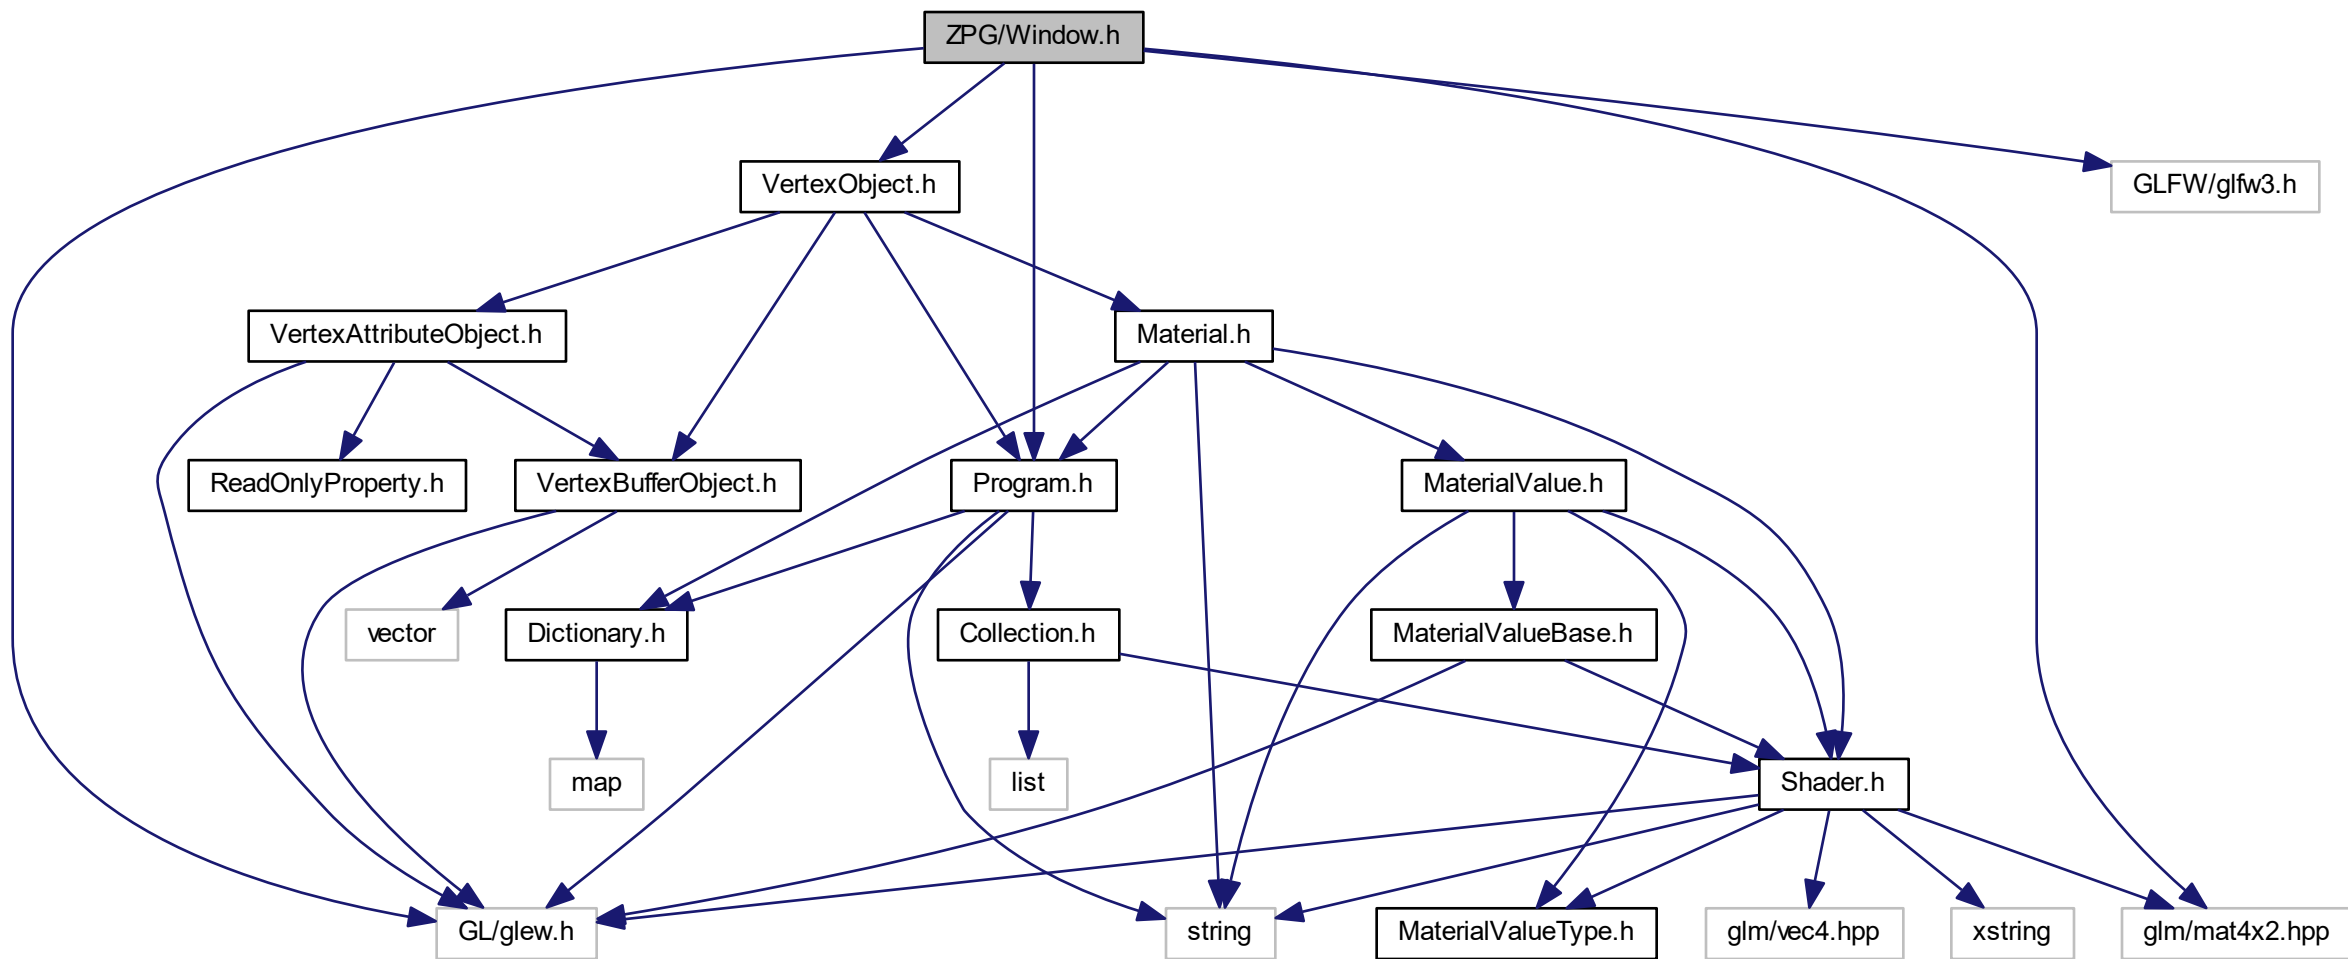 ZPG/Window.h
VertexObject.h
GLFW/glfw3.h
VertexAttributeObject.h
Material.h
ReadOnlyProperty.h
VertexBufferObject.h
Program.h
MaterialValue.h
vector
Dictionary.h
Collection.h
MaterialValueBase.h
map
list
Shader.h
GL/glew.h
string
MaterialValueType.h
glm/vec4.hpp
xstring
glm/mat4x2.hpp